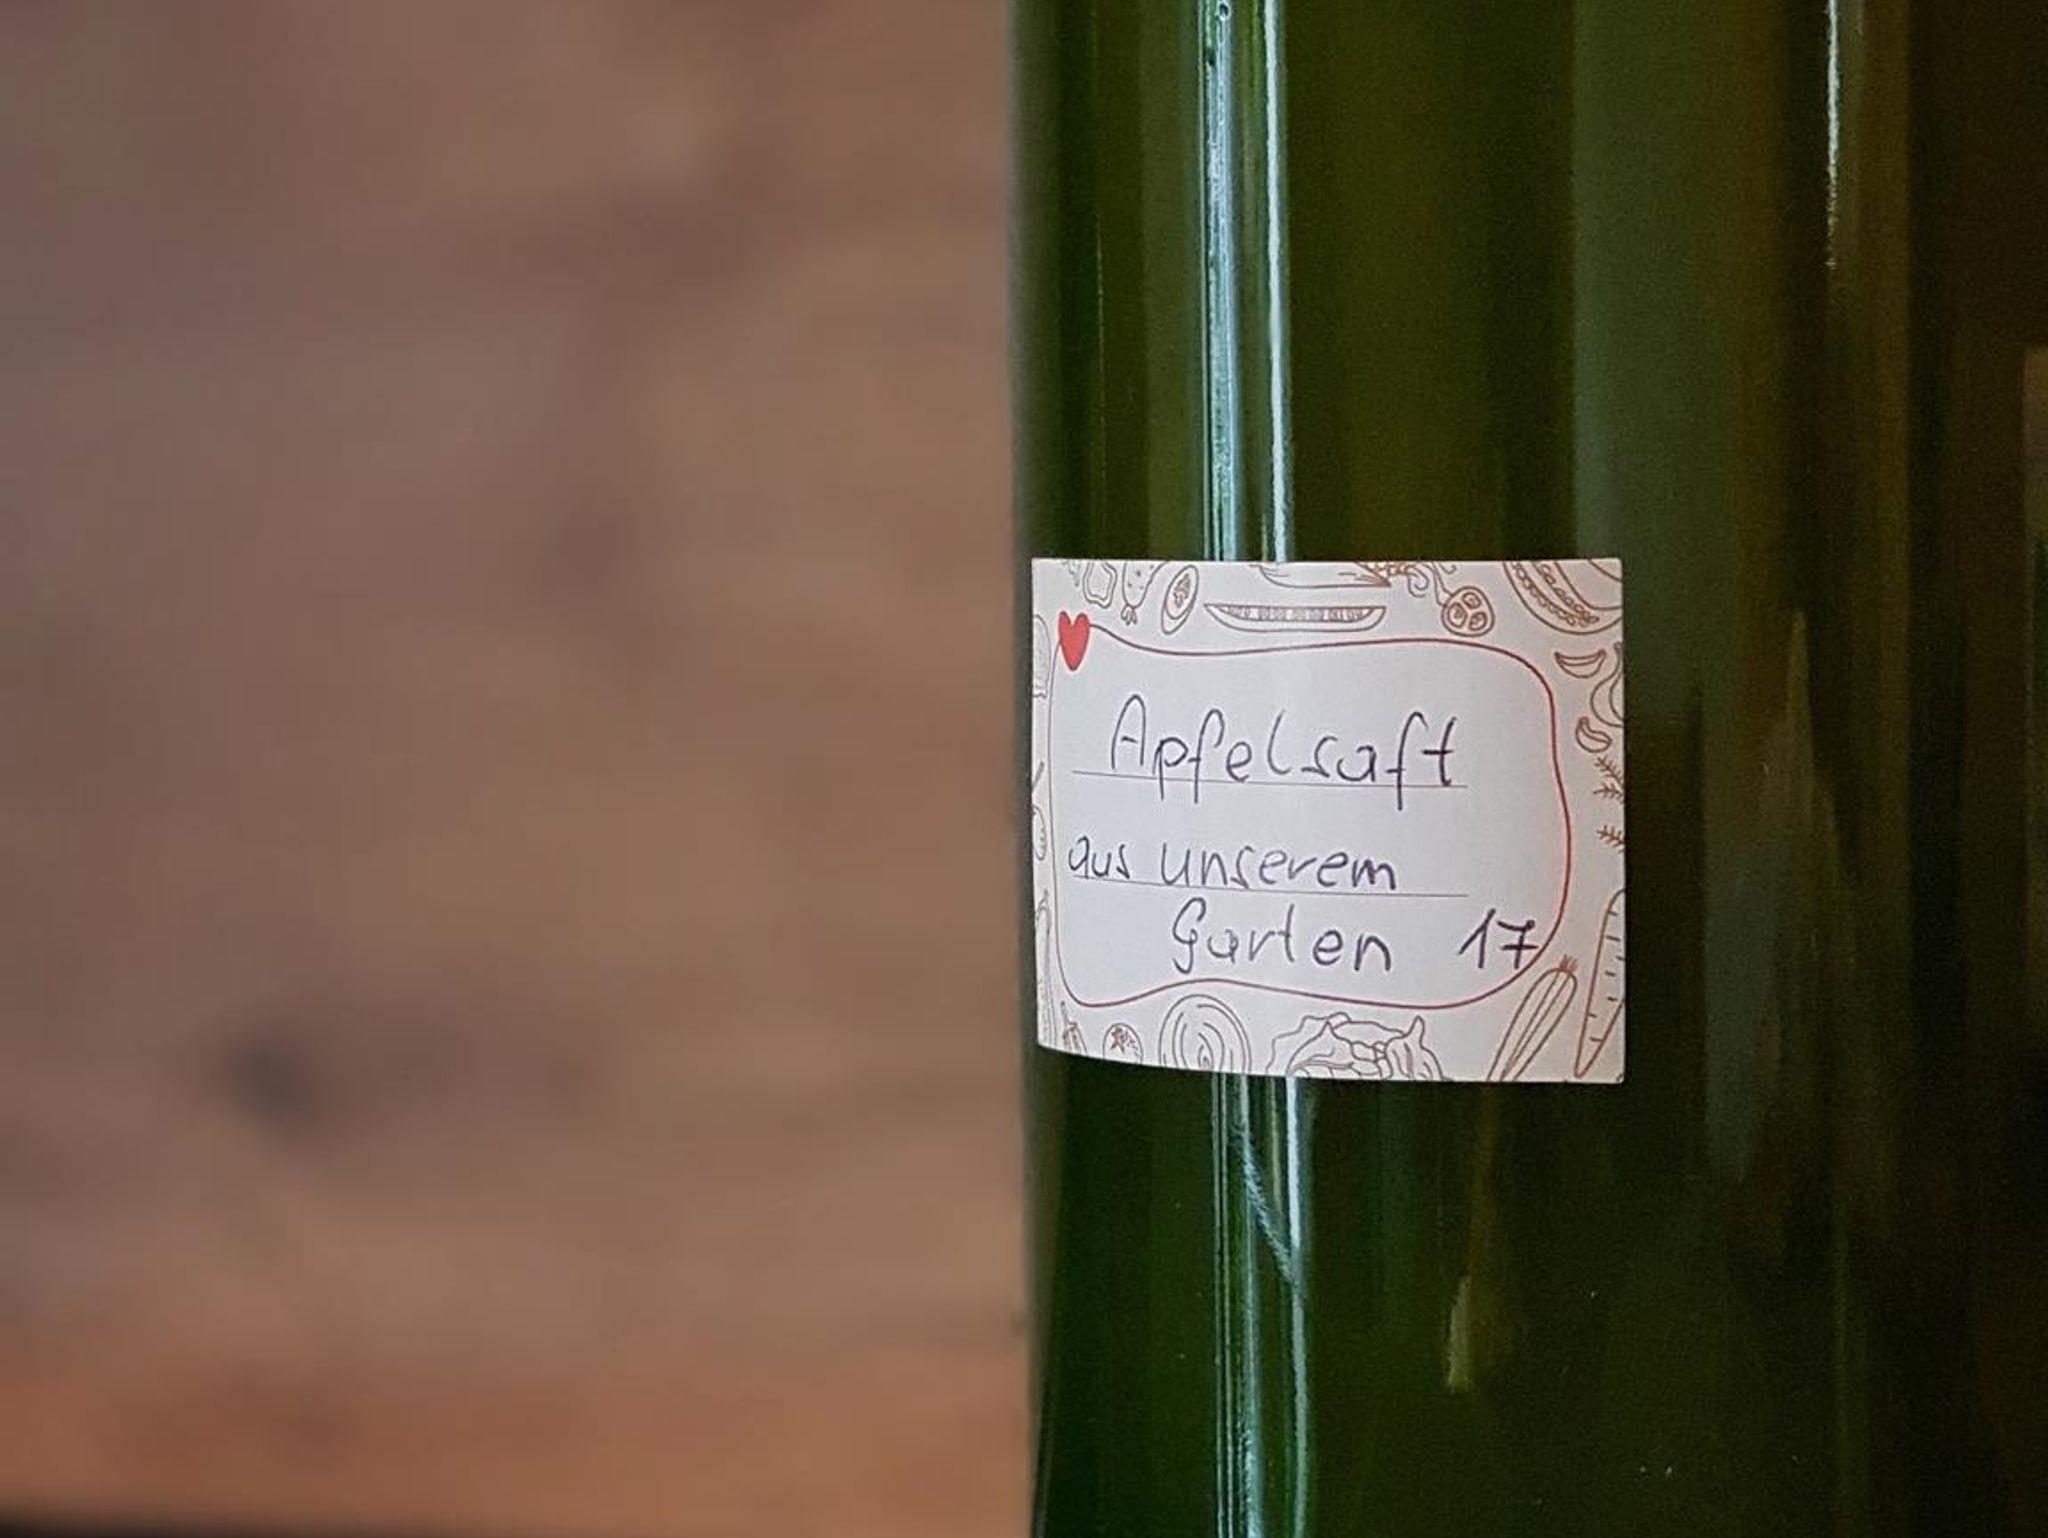 Apfelsaft
aus unserem
Garten 17